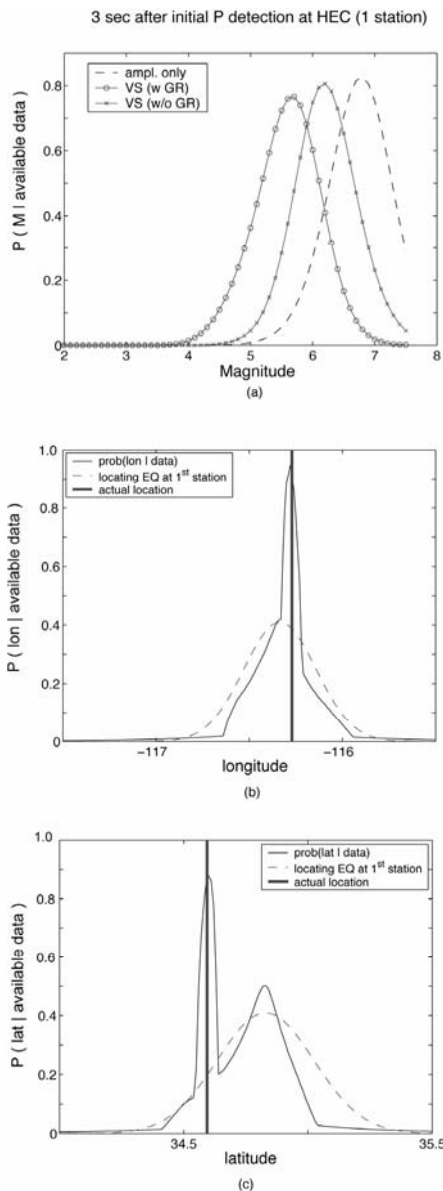 3 sec after initial P detection at HEC (1 station)
ampl. only
VS (w GR)
VS (w/o GR)
P ( M | available data)
0.8
0.6
0.4
0.2
0
2 3 4 5 6 7 8
Magnitude
(a)
prob(lon | data)
locating EQ at 1st station
actual location
P ( lon | available data)
1.0
0.8
0.6
0.4
0.2
0
-117 -116
longitude
(b)
prob(lat | data)
locating EQ at 1st station
actual location
P ( lat | available data)
1.0
0.8
0.6
0.4
0.2
0
34.5 35.5
latitude
(c)